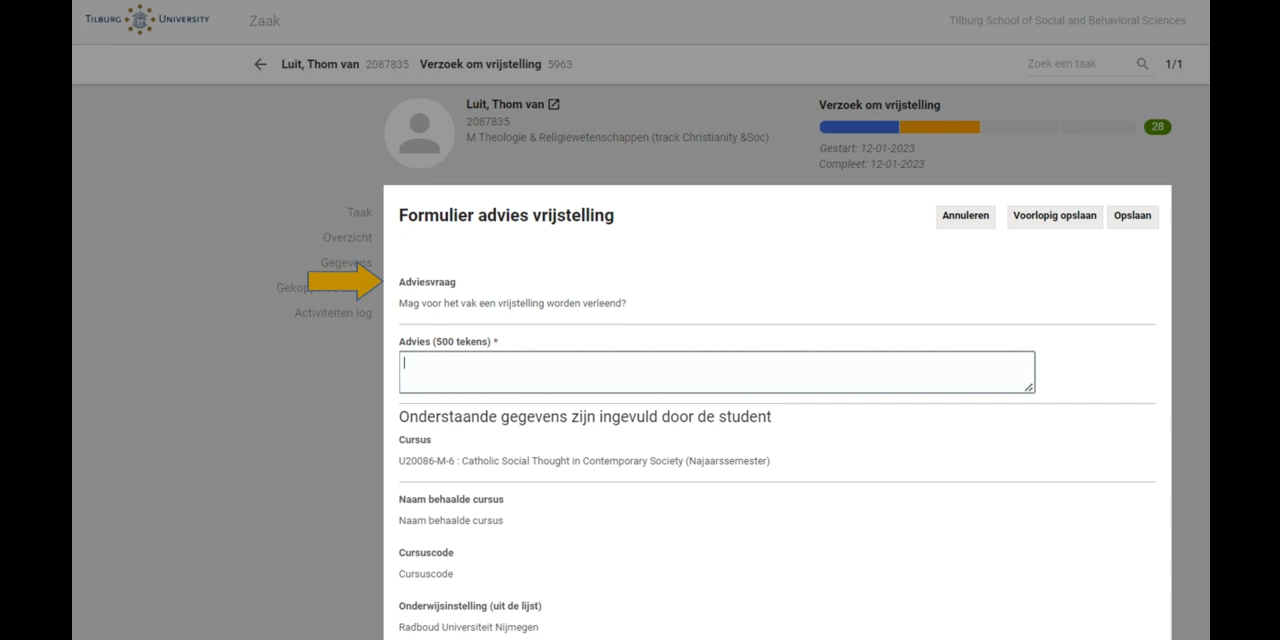 TILBURG UNIVERSITY
Zaak
Tilburg School of Social and Behavioral Sciences
Luit, Thom van 2087835 Verzoek om vrijstelling 5963
Zoek een taak
1/1
Luit, Thom van
2087835
M Theologie & Religiewetenschappen (track Christianity &Soc)
Verzoek om vrijstelling
28
Gestart: 12-01-2023
Compleet: 12-01-2023
Taak
Overzicht
Gegevens
Activiteiten log
Formulier advies vrijstelling
Annuleren
Voorlopig opslaan
Opslaan
Adviesvraag
Mag voor het vak een vrijstelling worden verleend?
Advies (500 tekens) *
Onderstaande gegevens zijn ingevuld door de student
Cursus
U20086-M-6 : Catholic Social Thought in Contemporary Society (Najaarssemester)
Naam behaalde cursus
Naam behaalde cursus
Cursuscode
Cursuscode
Onderwijsinstelling (uit de lijst)
Radboud Universiteit Nijmegen